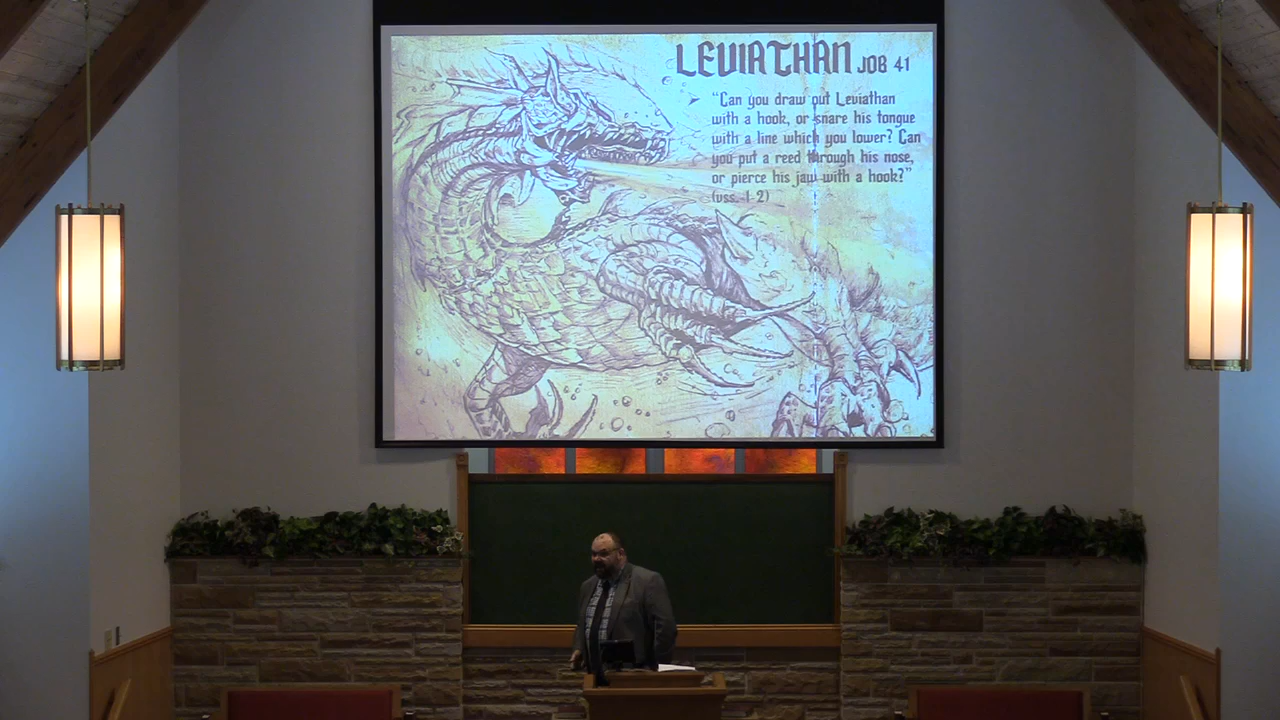 LEVIATHAN JOB 41
"Can you draw out Leviathan
with a hook, or snare his tongue
with a line which you lower? Can
you put a reed through his nose,
or pierce his jaw with a hook?"
(vss. 1-2)